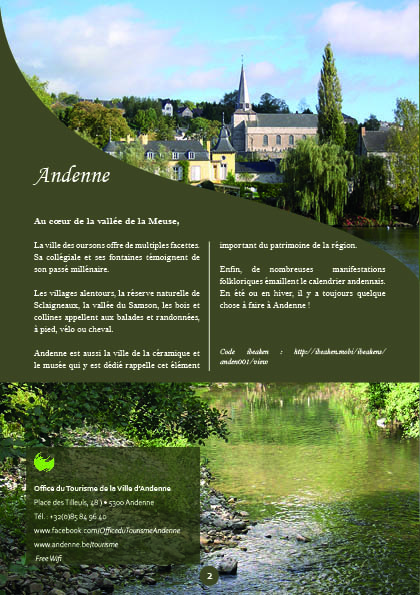 Andenne
Au cœur de la vallée de la Meuse,
La ville des oursons offre de multiples facettes.
Sa collégiale et ses fontaines témoignent de
son passé millénaire.
Les villages alentours, la réserve naturelle de
Sclaigneaux, la vallée du Samson, les bois et
collines appellent aux balades et randonnées,
à pied, vélo ou cheval.
Andenne est aussi la ville de la céramique et
le musée qui y est dédié rappelle cet élément
important du patrimoine de la région.
Enfin, de nombreuses manifestations
folkloriques émaillent le calendrier andennais.
En été ou en hiver, il y a toujours quelque
chose à faire à Andenne !
Code ibeaken : http://ibeaken.mobi/ibeakens/
anden001/view
Office du Tourisme de la Ville d'Andenne
Place des Tilleuls, 48 ) • 5300 Andenne
Tél. : +32(0)85 84 96 40
www.facebook.com/OfficeduTourismeAndenne
www.andenne.be/tourisme
Free Wifi
2